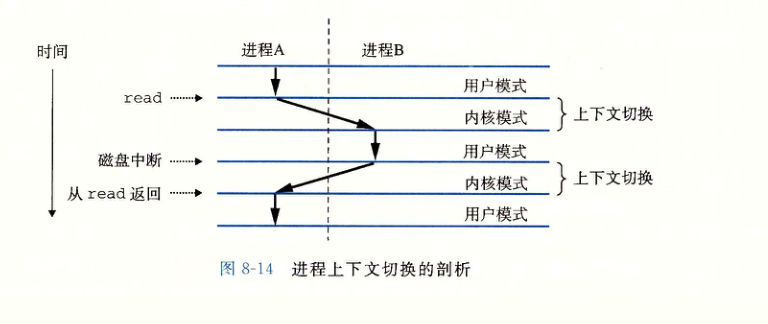 时间
进程A 进程B
用户模式
read
内核模式 上下文切换
用户模式
磁盘中断
内核模式 上下文切换
从 read 返回
用户模式
图 8-14 进程上下文切换的剖析